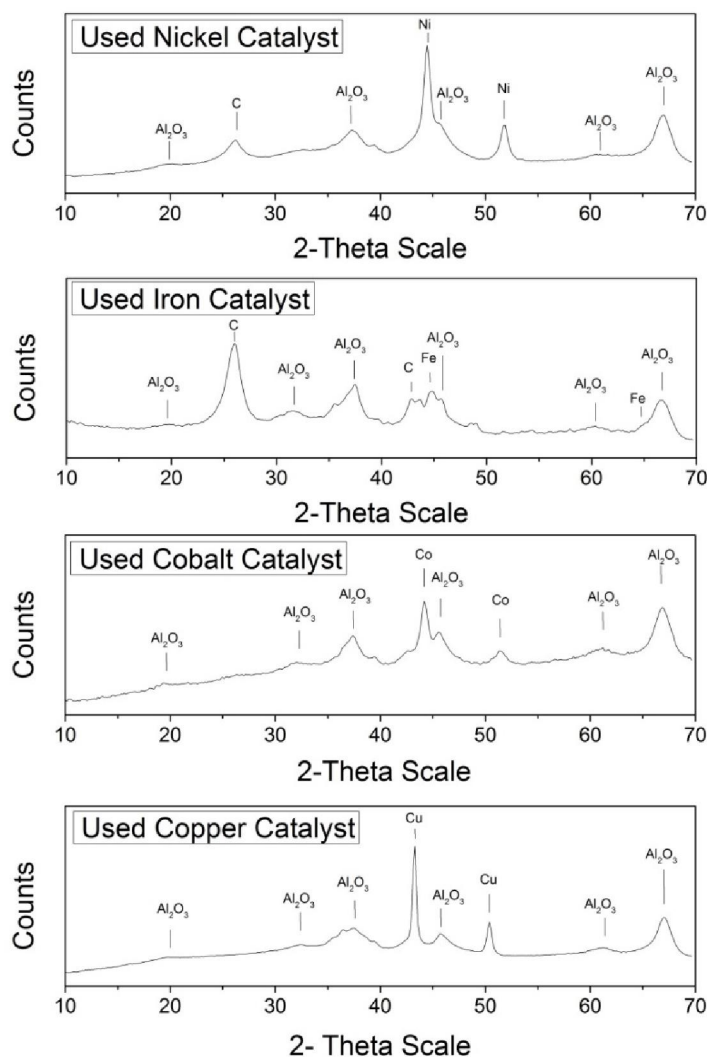 Used Nickel Catalyst
Counts
Al₂O₃
C
Al₂O₃
Ni
Al₂O₃
Ni
Al₂O₃
Al₂O₃
10 20 30 40 50 60 70
2-Theta Scale
Used Iron Catalyst
Counts
Al₂O₃
C
Al₂O₃
Al₂O₃
C
Fe
Al₂O₃
Al₂O₃
Fe
Al₂O₃
10 20 30 40 50 60 70
2-Theta Scale
Used Cobalt Catalyst
Counts
Al₂O₃
Al₂O₃
Al₂O₃
Co
Al₂O₃
Co
Al₂O₃
Al₂O₃
10 20 30 40 50 60 70
2-Theta Scale
Used Copper Catalyst
Counts
Al₂O₃
Al₂O₃
Al₂O₃
Cu
Al₂O₃
Cu
Al₂O₃
Al₂O₃
10 20 30 40 50 60 70
2- Theta Scale